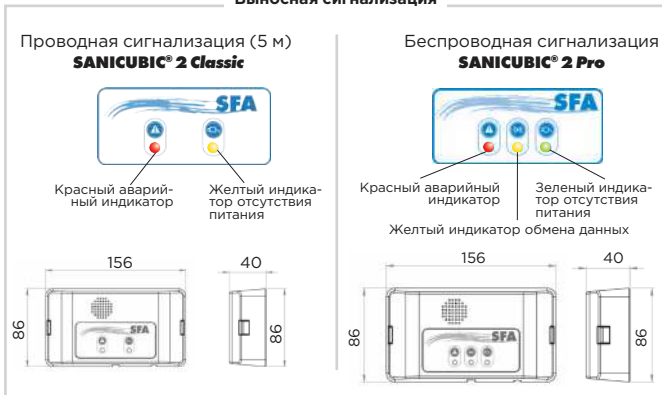 Выносная сигнализация
Проводная сигнализация (5 м)
SANICUBIC® 2 Classic
SFA
Красный аварий-
ный индикатор
Желтый индика-
тор отсутствия
питания
156
40
86
86
SFA
Беспроводная сигнализация
SANICUBIC® 2 Pro
SFA
Красный аварийный
индикатор
Зеленый индика-
тор отсутствия
питания
Желтый индикатор обмена данных
156
40
86
86
SFA